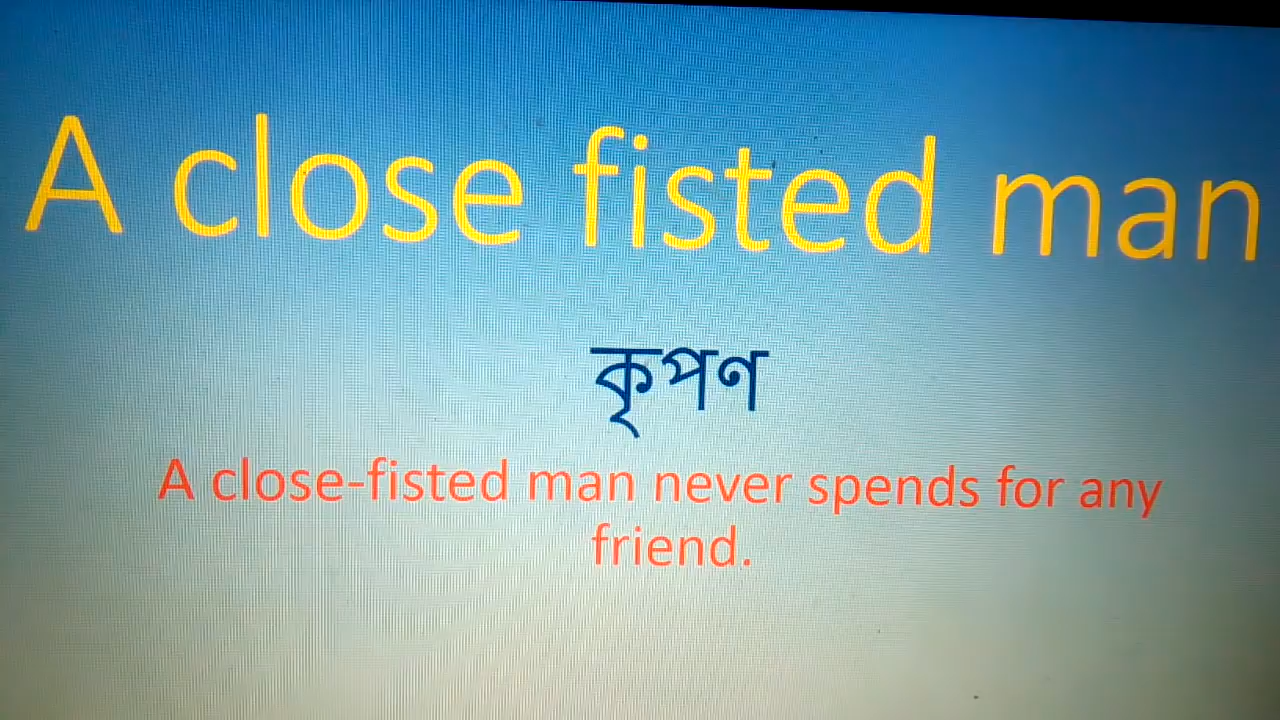 A close fisted man
কৃপণ
A close-fisted man never spends for any
friend.